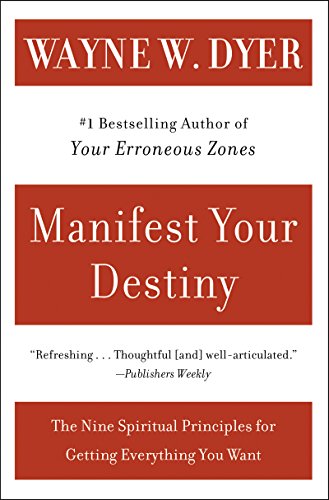 WAYNE W. DYER
#1 Bestselling Author of
Your Erroneous Zones
Manifest Your
Destiny
“Refreshing . . . Thoughtful [and] well-articulated.”
—Publishers Weekly
The Nine Spiritual Principles for
Getting Everything You Want